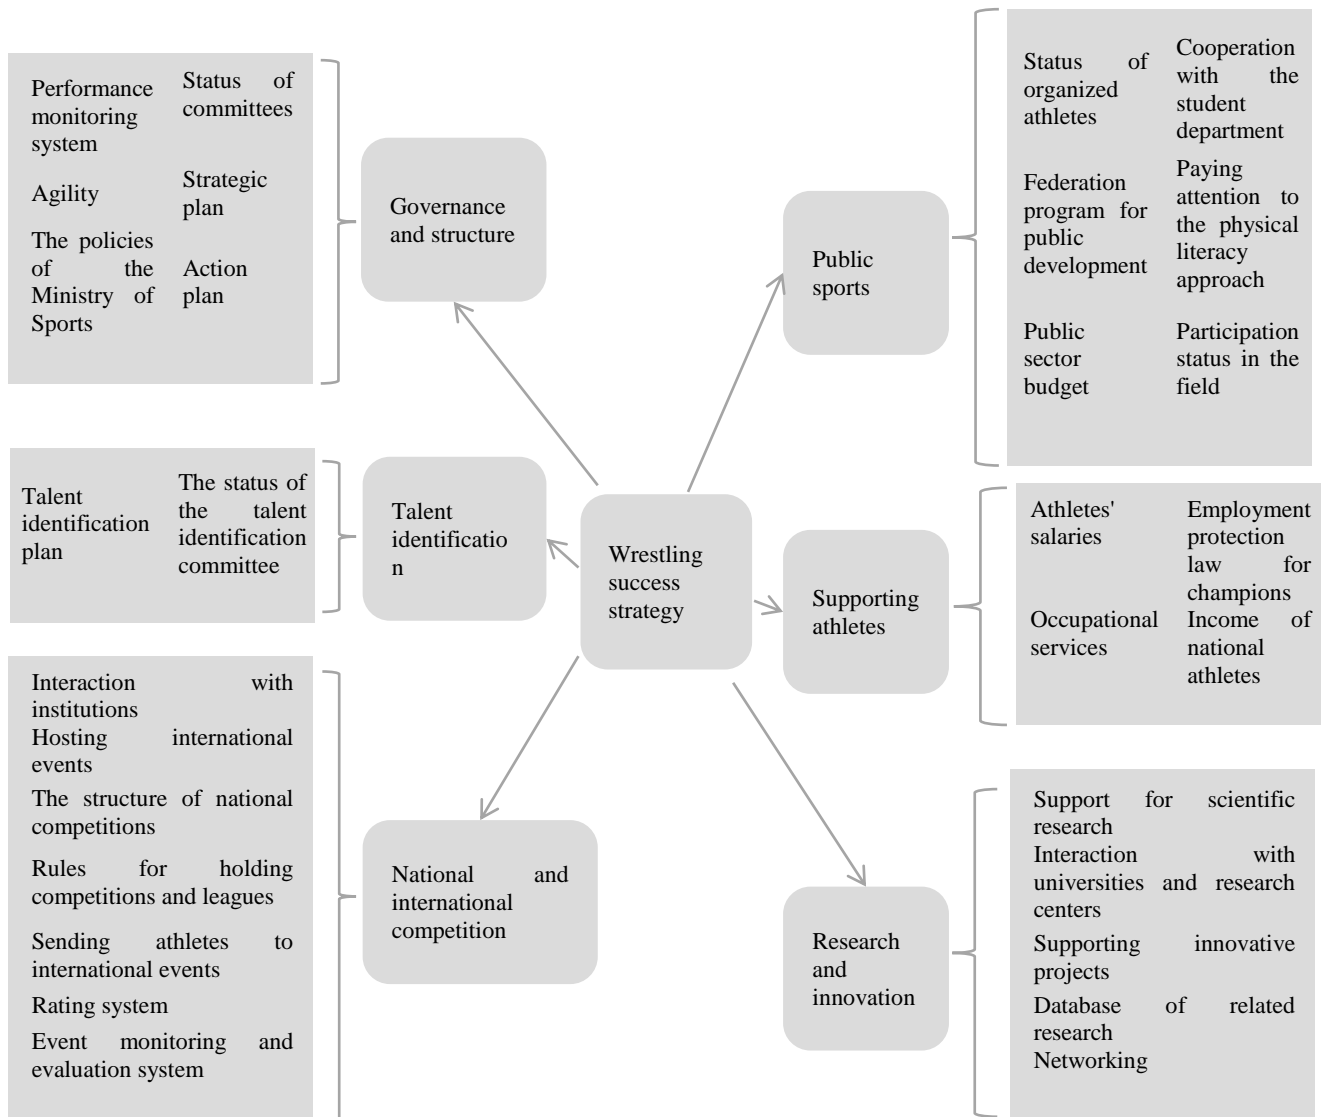 Performance
monitoring
system
Agility
The policies
of the
Ministry of
Sports
Status of
committees
Strategic
plan
Action
plan
Governance
and structure
Talent
identification
plan
The status of
the talent
identification
committee
Talent
identificatio
n
Interaction with
institutions
Hosting international
events
The structure of national
competitions
Rules for holding
competitions and leagues
Sending athletes to
international events
Rating system
Event monitoring and
evaluation system
National and
international
competition
Wrestling
success
strategy
Public
sports
Status of
organized
athletes
Federation
program for
public
development
Public
sector
budget
Cooperation
with the
student
department
Paying
attention to
the physical
literacy
approach
Participation
status in the
field
Supporting
athletes
Athletes'
salaries
Occupational
services
Employment
protection
law for
champions
Income of
national
athletes
Research
and
innovation
Support for scientific
research
Interaction with
universities and research
centers
Supporting innovative
projects
Database of related
research
Networking